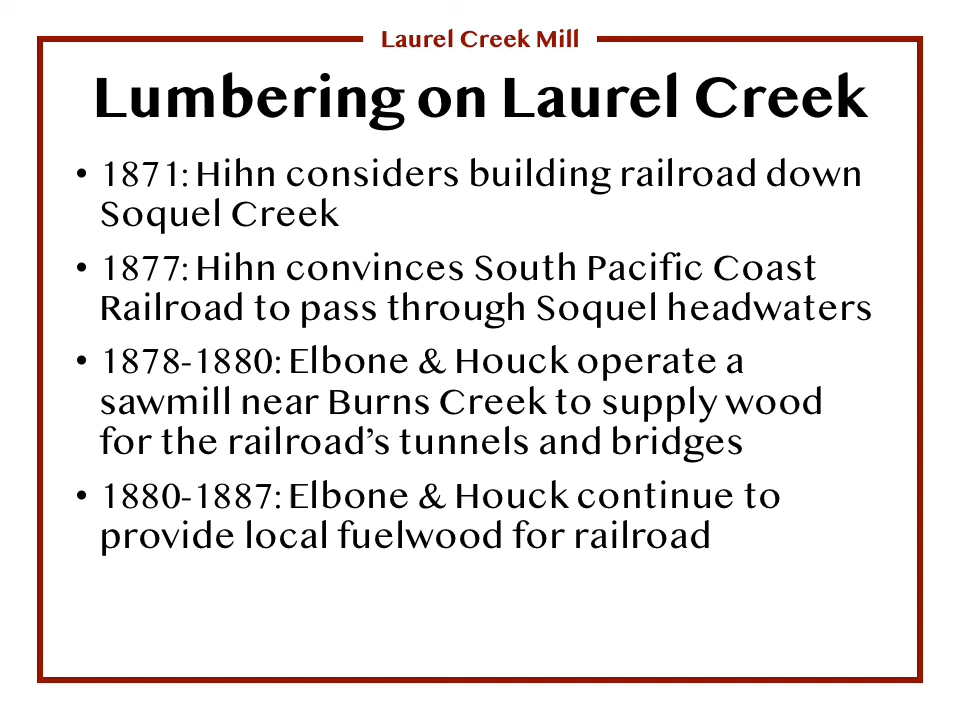 Laurel Creek Mill
Lumbering on Laurel Creek
• 1871: Hihn considers building railroad down
Soquel Creek
• 1877: Hihn convinces South Pacific Coast
Railroad to pass through Soquel headwaters
• 1878-1880: Elbone & Houck operate a
sawmill near Burns Creek to supply wood
for the railroad’s tunnels and bridges
• 1880-1887: Elbone & Houck continue to
provide local fuelwood for railroad